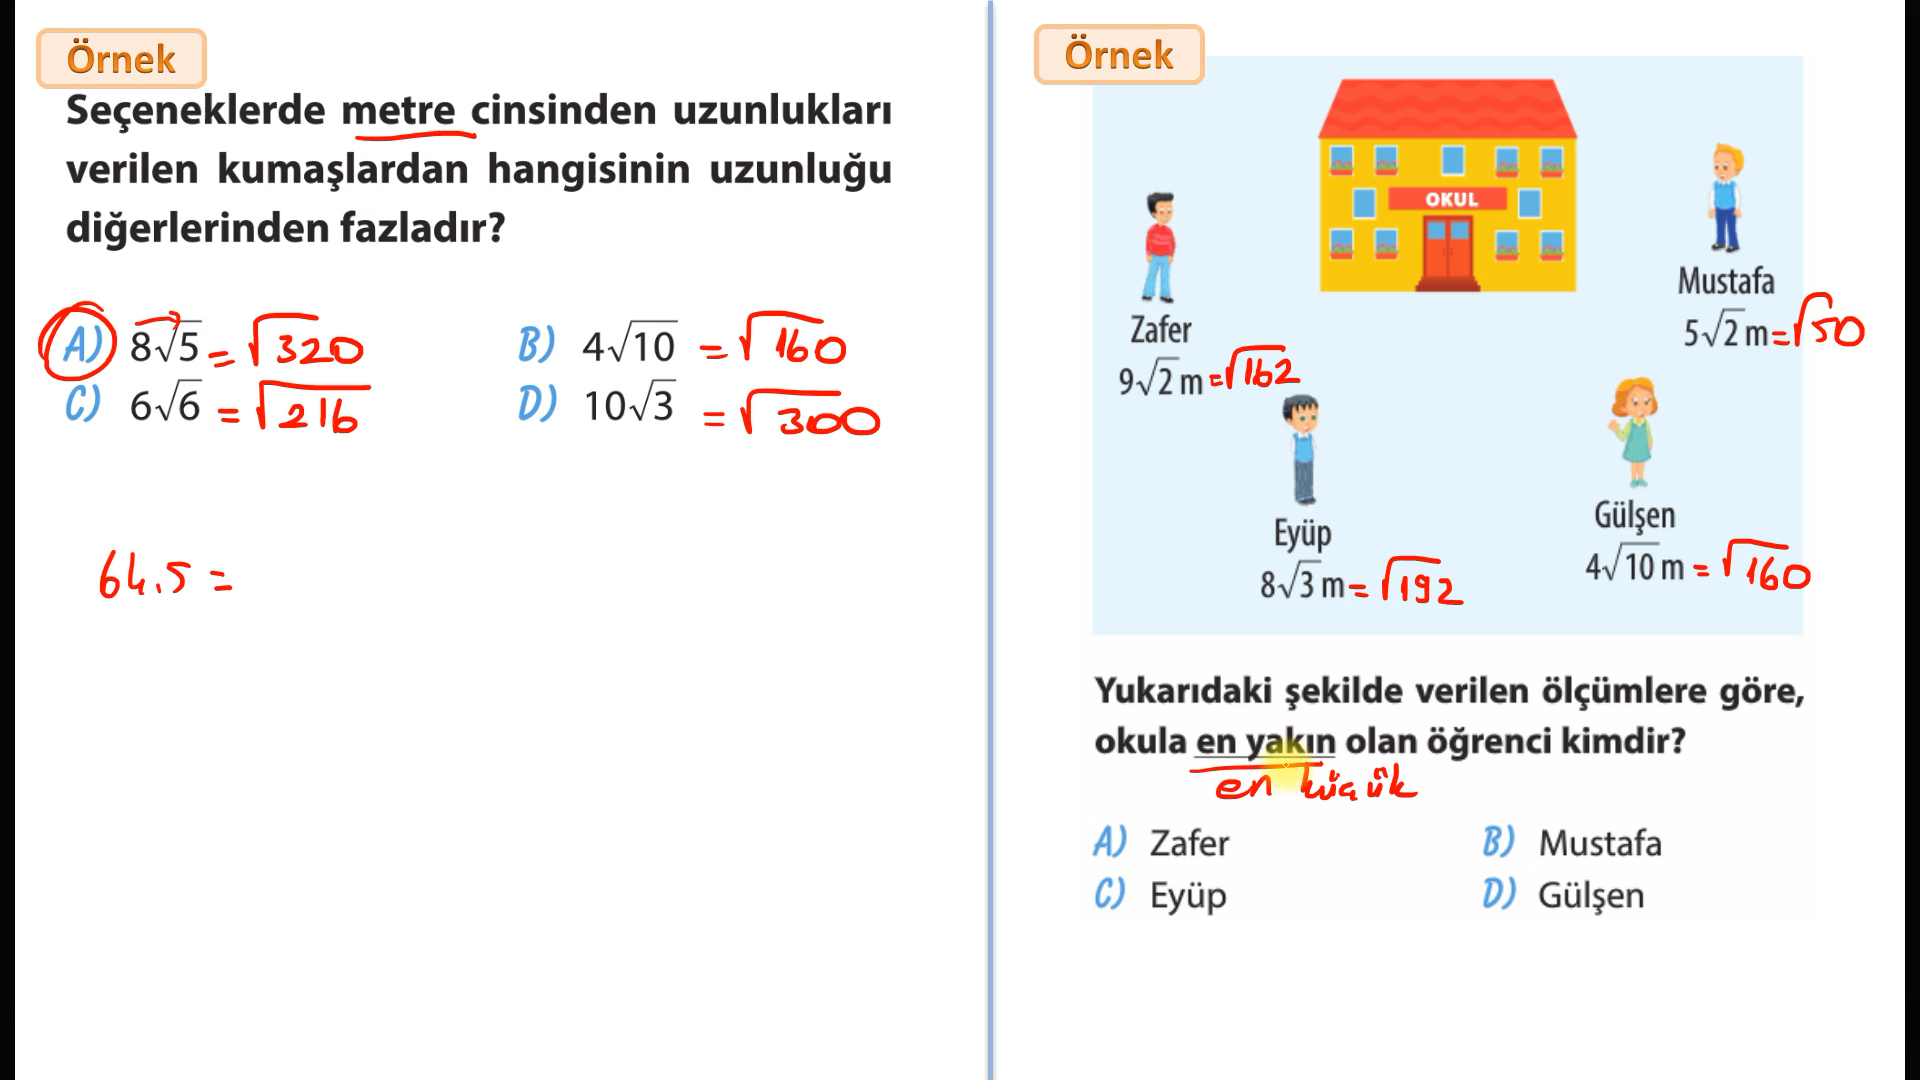 Örnek
Seçeneklerde metre cinsinden uzunlukları
verilen kumaşlardan hangisinin uzunluğu
diğerlerinden fazladır?
A) 8√5 = √320
B) 4√10 = √160
C) 6√6 = √216
D) 10√3 = √300
64.5 =
Örnek
OKUL
Zafer
9√2 m = √162
Mustafa
5√2 m = √50
Eyüp
8√3 m = √192
Gülşen
4√10 m = √160
Yukarıdaki şekilde verilen ölçümlere göre,
okula en yakın olan öğrenci kimdir?
en küçük
A) Zafer
B) Mustafa
C) Eyüp
D) Gülşen